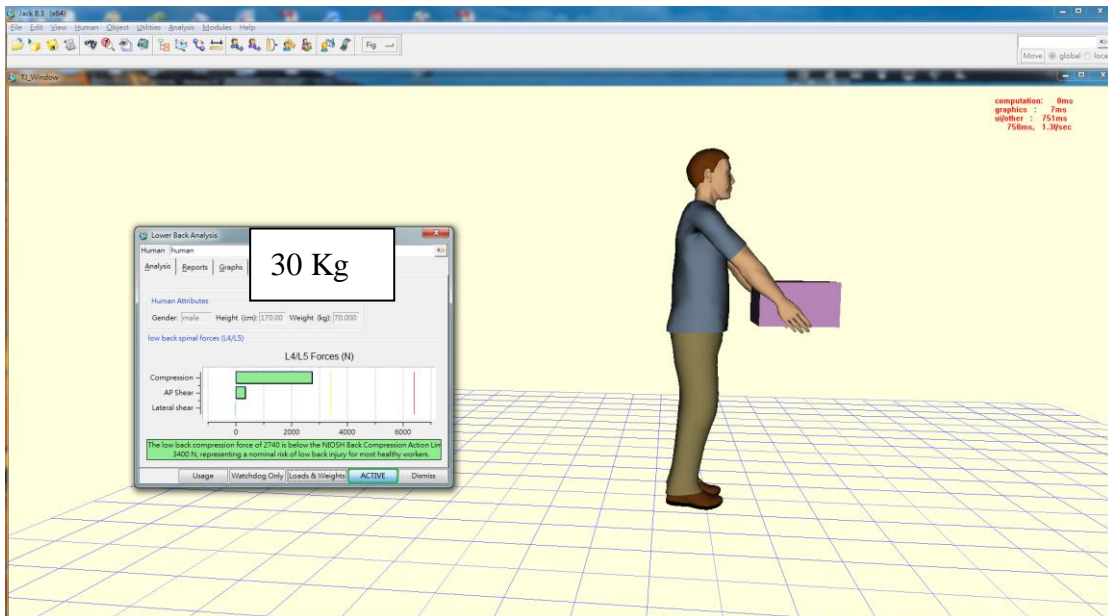 Jack 8.3 (x64)
File Edit View Human Object Utilities Analysis Modules Help
Fig
Move global loca
TJ_Window
computation: 0ms
graphics : 7ms
ui/other : 751ms
758ms, 1.3f/sec
Lower Back Analysis
Human human
Analysis Reports Graphs
30 Kg
Human Attributes
Gender: male Height (cm): 170.00 Weight (kg): 70.000
low back spinal forces (L4/L5)
L4/L5 Forces (N)
Compression
AP Shear
Lateral shear
0 2000 4000 6000
The low back compression force of 2740 is below the NIOSH Back Compression Action Lim
3400 N, representing a nominal risk of low back injury for most healthy workers.
Usage Watchdog Only Loads & Weights ACTIVE Dismiss